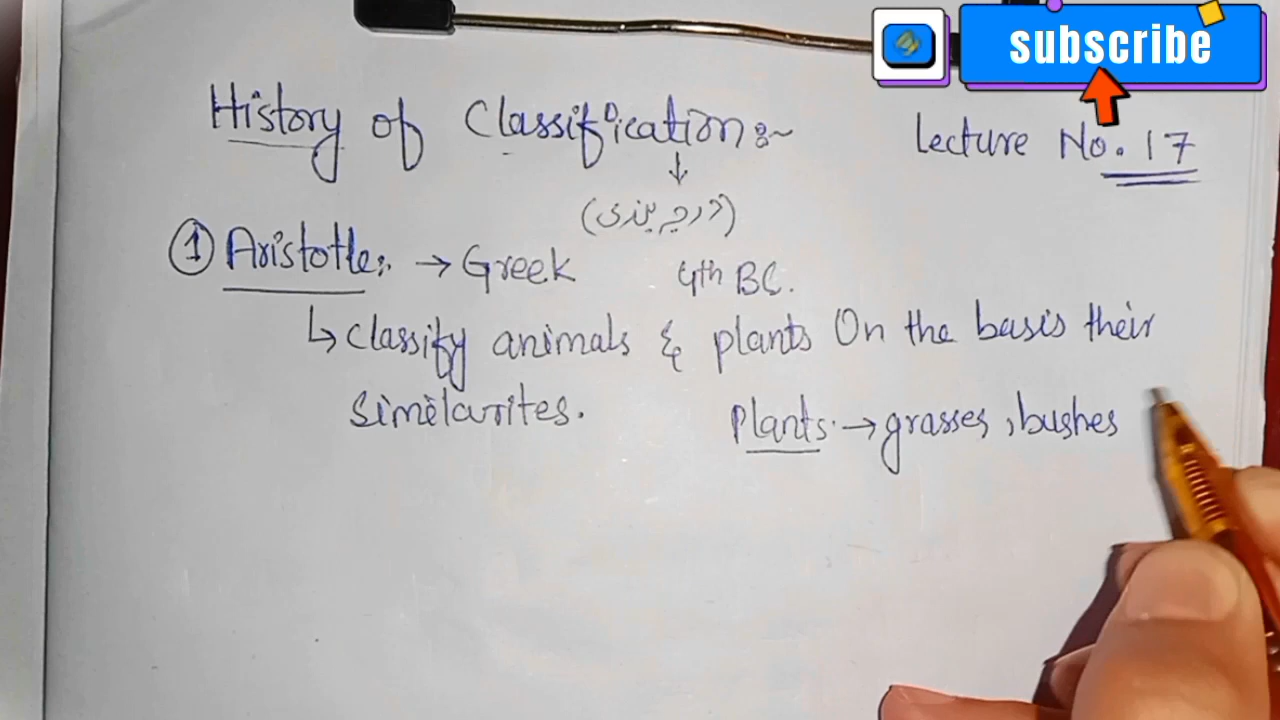 subscribe
History of Classification:~
Lecture No. 17
(درجہ بندی)
① Aristotle:. → Greek 4th BC.
↳ Classify animals & plants On the basis their
Similarites.
Plants. → grasses, bushes